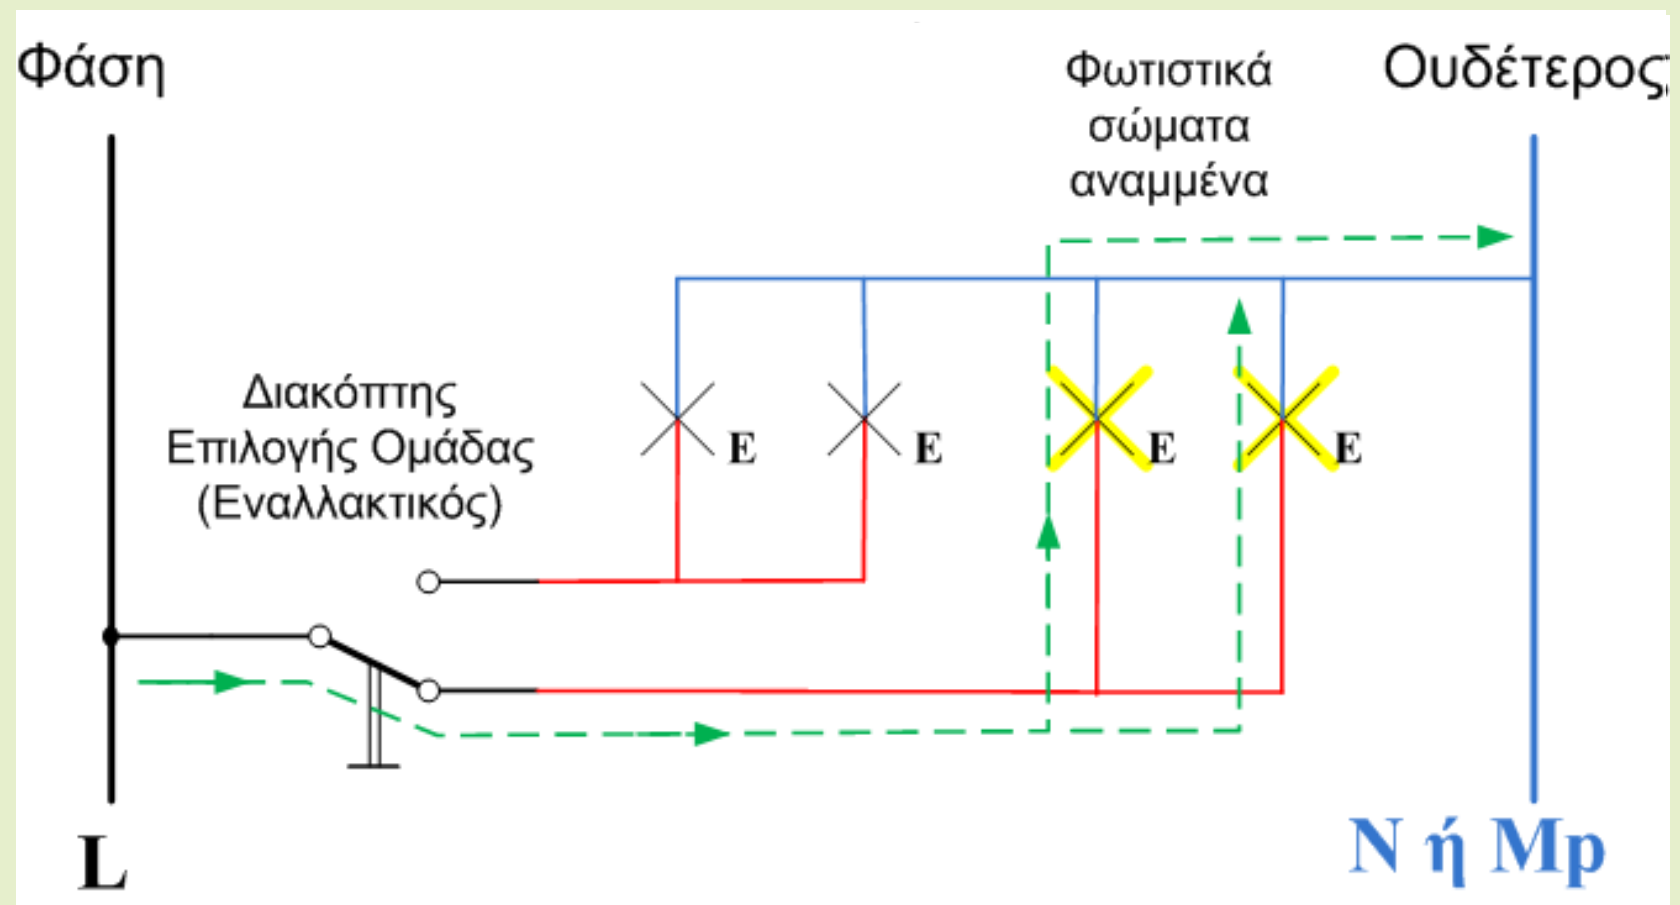 Φάση
Φωτιστικά
σώματα
αναμμένα
Ουδέτερος
Διακόπτης
Επιλογής Ομάδας
(Εναλλακτικός)
E
E
E
E
L
N ή Mp